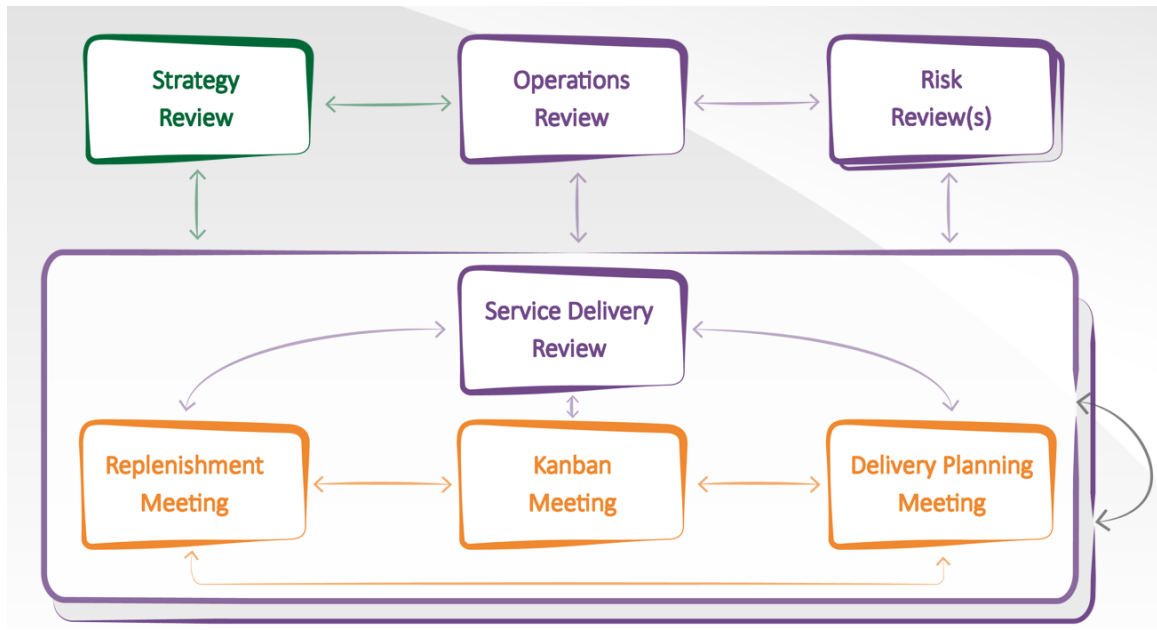 Strategy
Review
Operations
Review
Risk
Review(s)
Service Delivery
Review
Replenishment
Meeting
Kanban
Meeting
Delivery Planning
Meeting